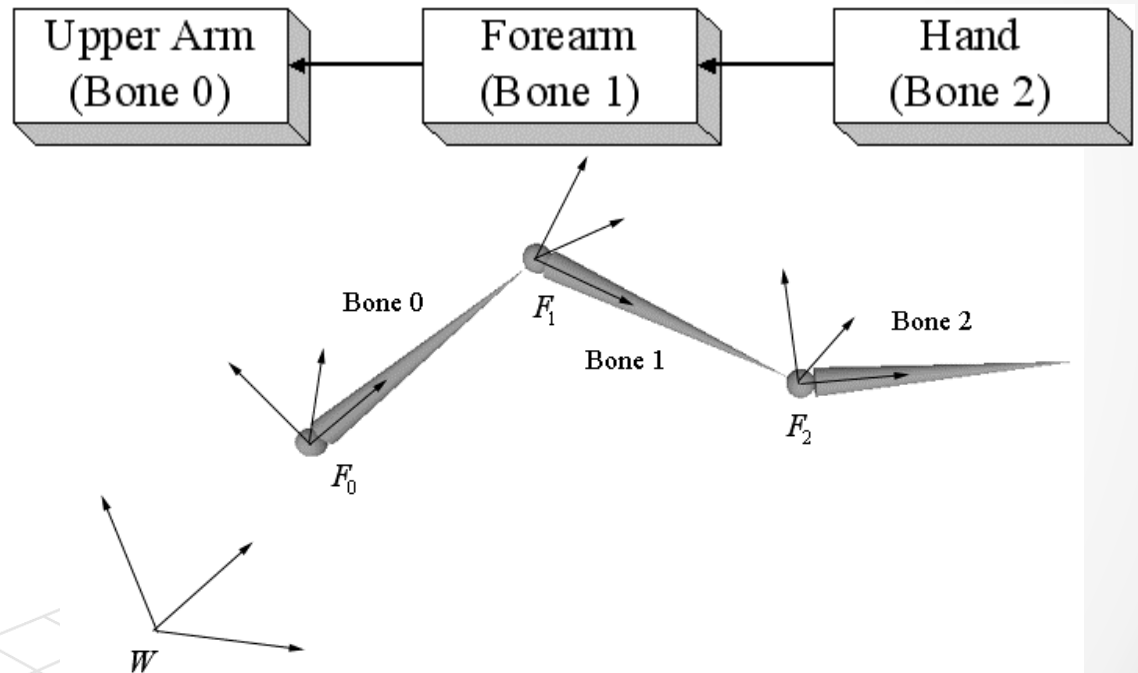 Upper Arm
(Bone 0)
Forearm
(Bone 1)
Hand
(Bone 2)
Bone 0
F₁
Bone 1
Bone 2
F₂
F₀
W